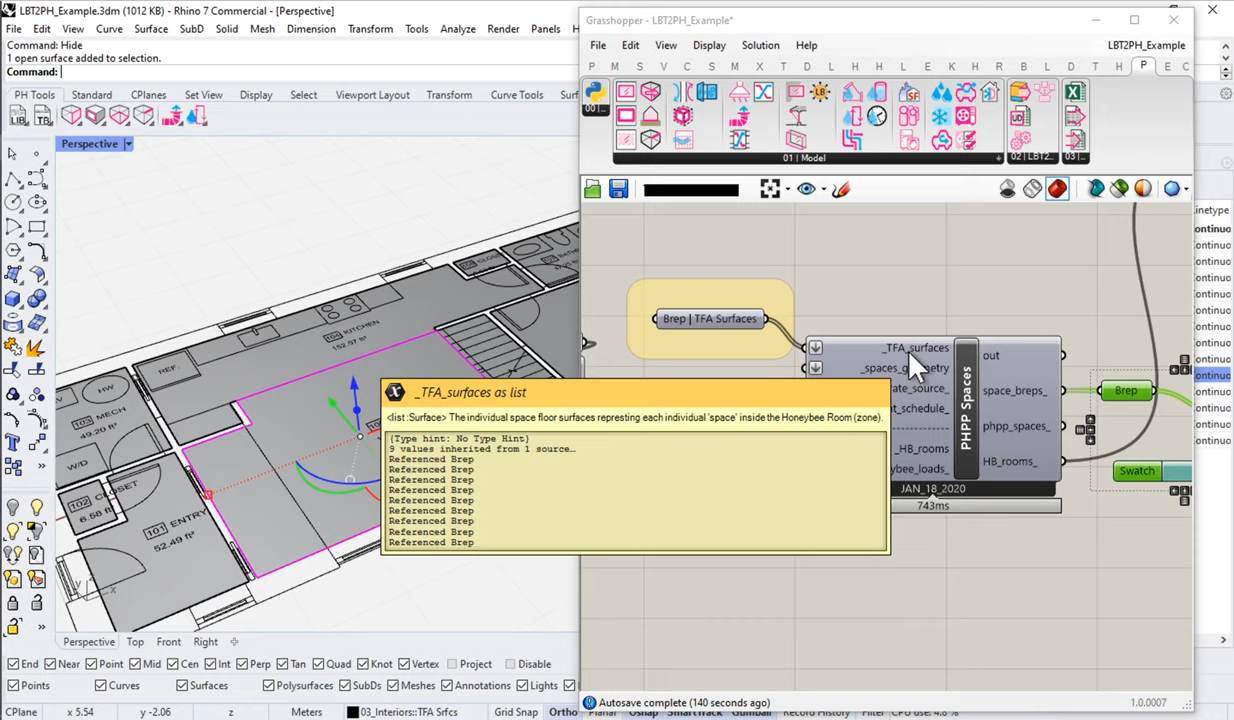 LBT2PH_Example.3dm (1012 KB) - Rhino 7 Commercial - [Perspective]
File Edit View Curve Surface SubD Solid Mesh Dimension Transform Tools Analyze Render Panels
Command: Hide
1 open surface added to selection.
Command:
PH Tools Standard CPlanes Set View Display Select Viewport Layout Transform Curve Tools
Perspective
REF.
104 KITCHEN
152.57 ft²
HW
103 MECH
49.20 ft²
W/D
102 CLOSET
6.58 ft²
101 ENTRY
52.49 ft²
Perspective Top Front Right
End Near Point Mid Cen Int Perp Tan Quad Knot Vertex Project Disable
Points Curves Surfaces Polysurfaces SubDs Meshes Annotations Lights
CPlane x 5.54 y -2.06 z Meters 03_Interiors::TFA Srfcs Grid Snap Ortho Planar Osnap SmartTrack Gumball Record History Filter CPU use: 4.8 %
Grasshopper - LBT2PH_Example*
File Edit View Display Solution Help LBT2PH_Example
P M S V C S M X T D L H H L E K M R B L T H D P E C
01 | Model
Brep | TFA Surfaces
_TFA_surfaces
_spaces_geometry
PHPP Spaces
out
space_breps_
phpp_spaces_
HB_rooms_
_HB_rooms
JAN_18_2020
743ms
Brep
Swatch
_TFA_surfaces as list
<list :Surface> The individual space floor surfaces represting each individual 'space' inside the Honeybee Room (zone).
(Type hint: No Type Hint)
9 values inherited from 1 source…
Referenced Brep
Referenced Brep
Referenced Brep
Referenced Brep
Referenced Brep
Referenced Brep
Referenced Brep
Referenced Brep
Referenced Brep
Autosave complete (140 seconds ago)
1.0.0007